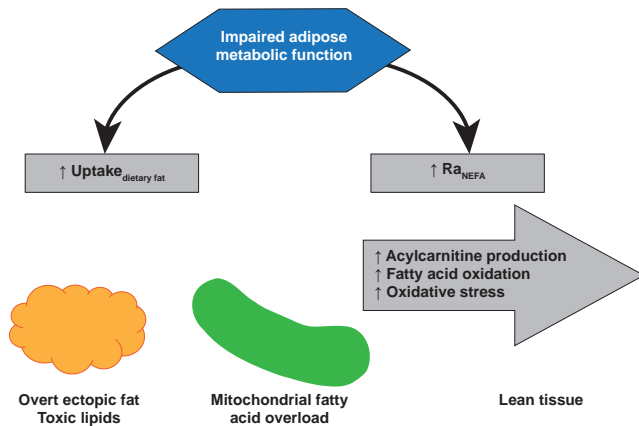 Impaired adipose
metabolic function
↑ Uptake dietary fat
↑ Ra NEFA
↑ Acylcarnitine production
↑ Fatty acid oxidation
↑ Oxidative stress
Overt ectopic fat
Toxic lipids
Mitochondrial fatty
acid overload
Lean tissue